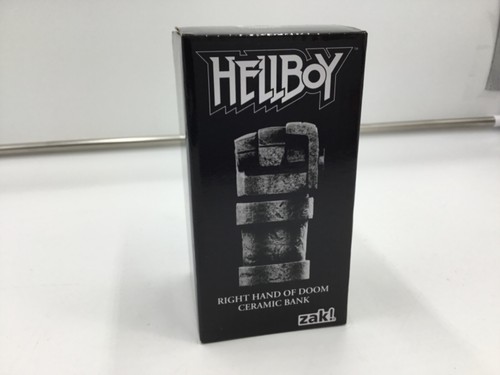 HELLBOY
RIGHT HAND OF DOOM
CERAMIC BANK
zak!